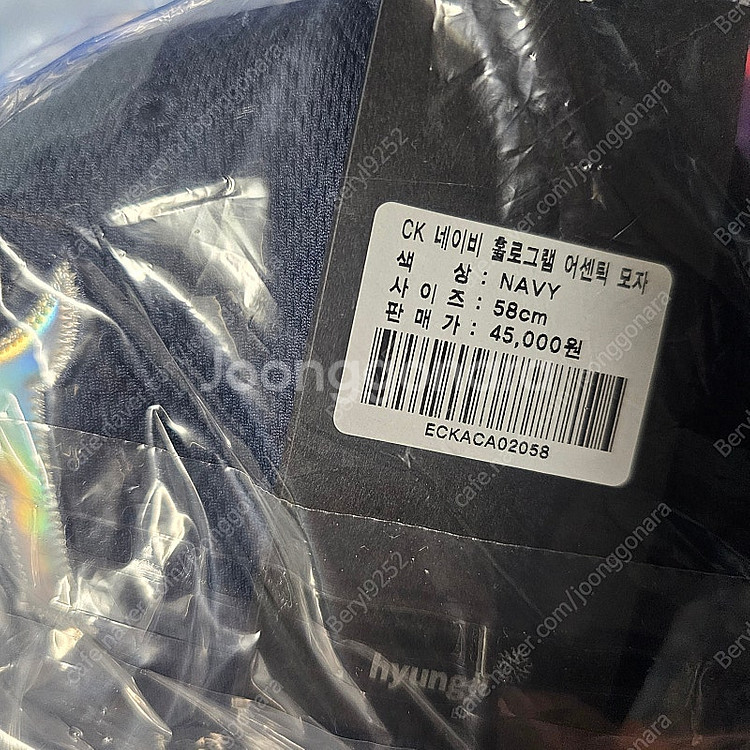 CK 네이비 홀로그랩 어센틱 모자
색 상 : NAVY
사 이 즈 : 58cm
판 매 가 : 45,000원
ECKACA02058
Joonggonara
hyung
cafe.naver.com/joonggonara
Beryl9252